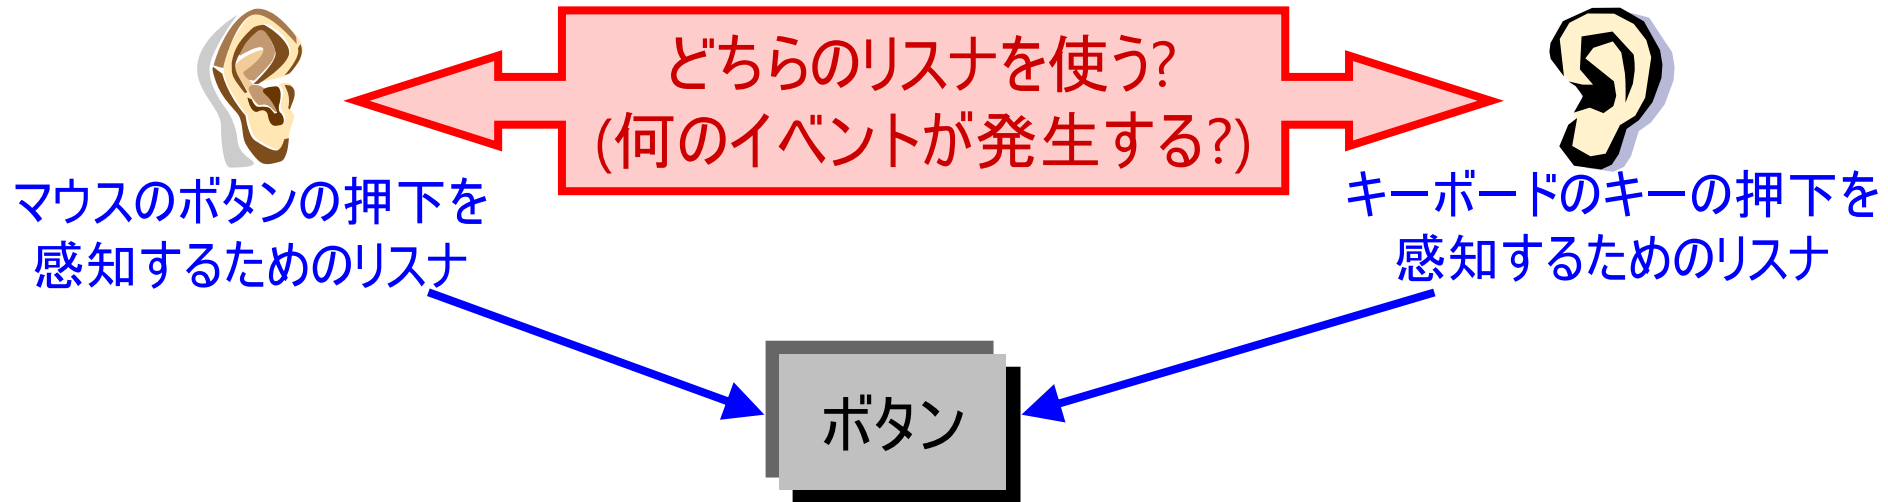 どちらのリスナを使う?
(何のイベントが発生する?)
マウスのボタンの押下を
感知するためのリスナ
キーボードのキーの押下を
感知するためのリスナ
ボタン